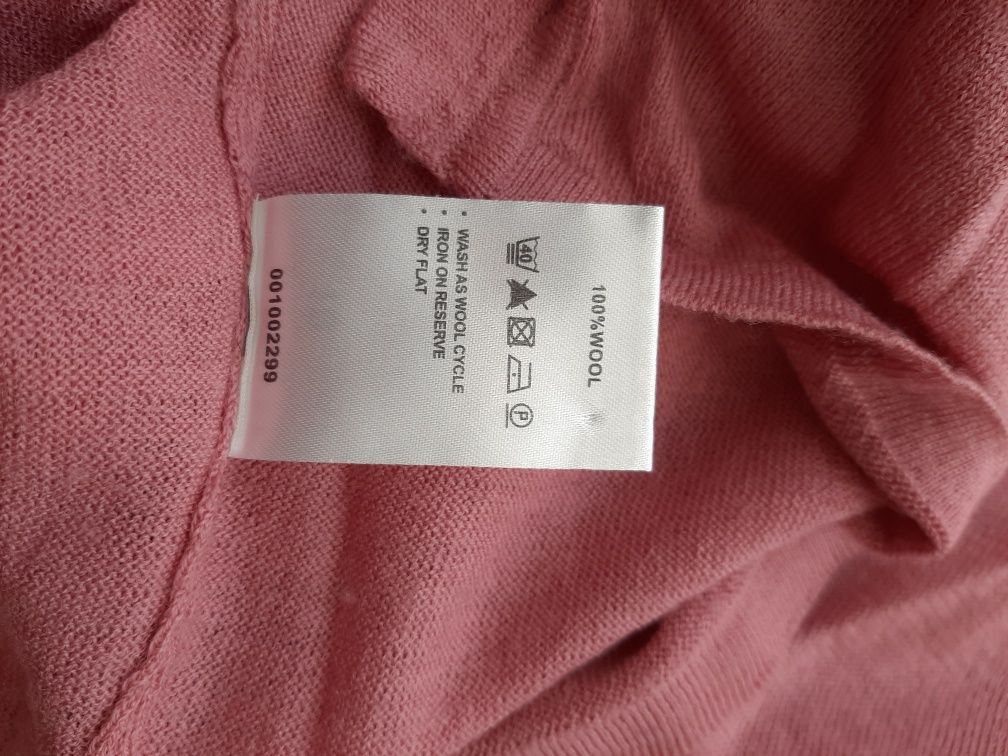 100%WOOL
40
P
• WASH AS WOOL CYCLE
• IRON ON RESERVE
• DRY FLAT
001002299